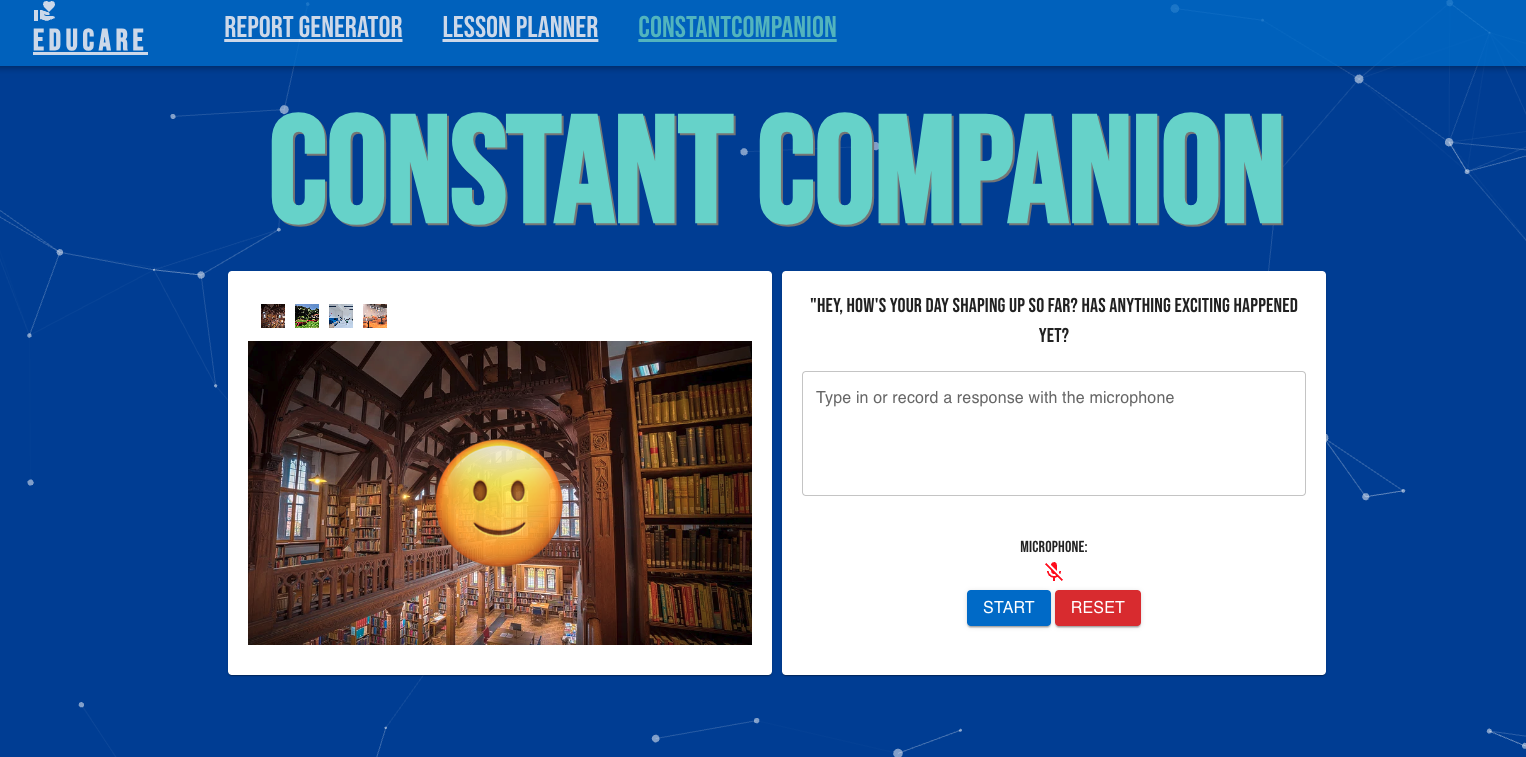 EDUCARE
REPORT GENERATOR
LESSON PLANNER
CONSTANTCOMPANION
CONSTANT COMPANION
"HEY, HOW'S YOUR DAY SHAPING UP SO FAR? HAS ANYTHING EXCITING HAPPENED
YET?
Type in or record a response with the microphone
MICROPHONE:
START
RESET